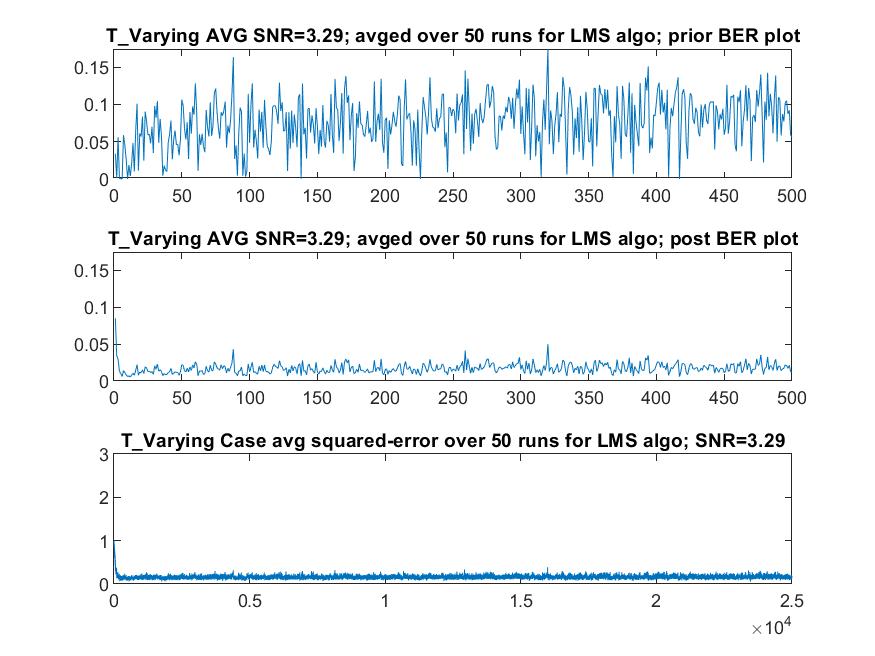 T_Varying AVG SNR=3.29; avged over 50 runs for LMS algo; prior BER plot
0.15
0.1
0.05
0
0 50 100 150 200 250 300 350 400 450 500
T_Varying AVG SNR=3.29; avged over 50 runs for LMS algo; post BER plot
0.15
0.1
0.05
0
0 50 100 150 200 250 300 350 400 450 500
T_Varying Case avg squared-error over 50 runs for LMS algo; SNR=3.29
3
2
1
0
0 0.5 1 1.5 2 2.5
×10⁴